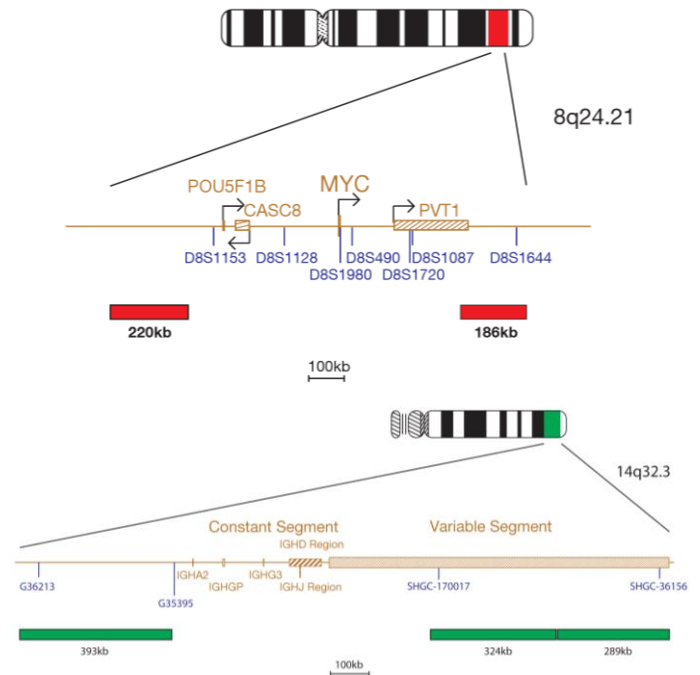 8q24.21
MYC
POU5F1B
CASC8
PVT1
D8S1153
D8S1128
D8S490
D8S1087
D8S1644
D8S1980
D8S1720
220kb
186kb
100kb
14q32.3
Constant Segment
Variable Segment
IGHD Region
IGHA2
IGHG3
G36213
IGHGP
IGHJ Region
SHGC-170017
SHGC-36156
G35395
393kb
324kb
289kb
100kb